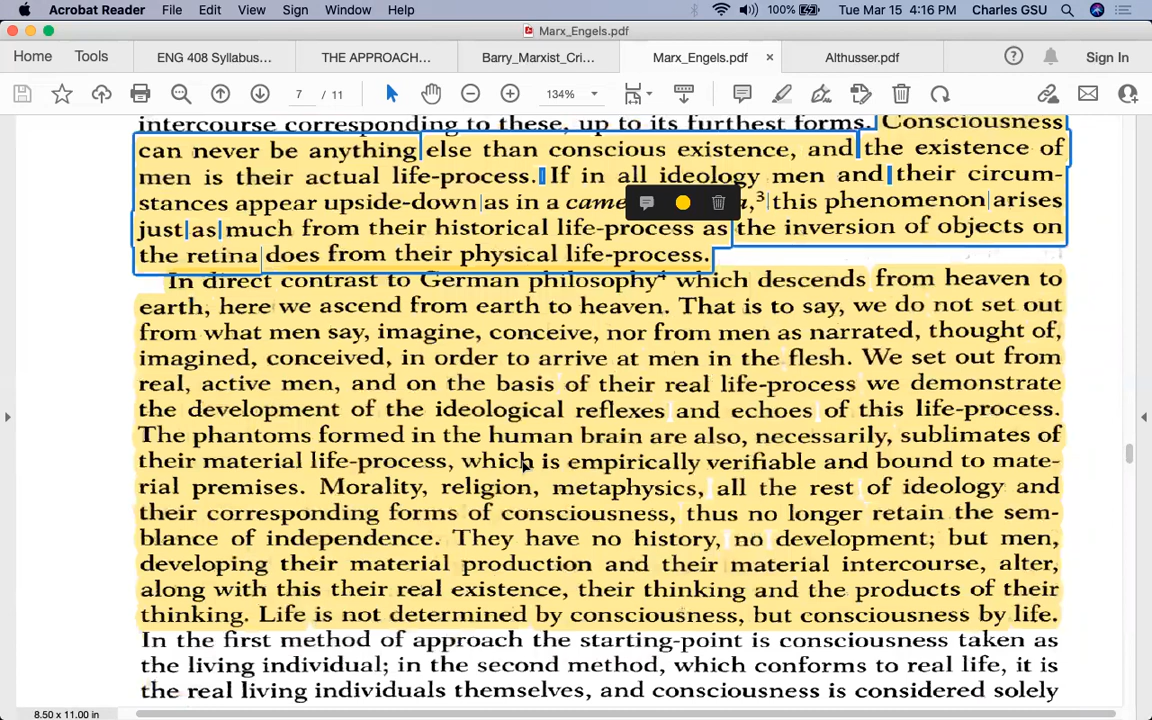 Acrobat Reader File Edit View Sign Window Help 100% Tue Mar 15 4:16 PM Charles GSU
Marx_Engels.pdf
Home Tools ENG 408 Syllabus... THE APPROACH... Barry_Marxist_Cri... Marx_Engels.pdf × Althusser.pdf ? Sign In
7 / 11 134%
intercourse corresponding to these, up to its furthest forms. Consciousness
can never be anything else than conscious existence, and the existence of
men is their actual life-process. If in all ideology men and their circum-
stances appear upside-down as in a came ,³ this phenomenon arises
just as much from their historical life-process as the inversion of objects on
the retina does from their physical life-process.
In direct contrast to German philosophy⁴ which descends from heaven to
earth, here we ascend from earth to heaven. That is to say, we do not set out
from what men say, imagine, conceive, nor from men as narrated, thought of,
imagined, conceived, in order to arrive at men in the flesh. We set out from
real, active men, and on the basis of their real life-process we demonstrate
the development of the ideological reflexes and echoes of this life-process.
The phantoms formed in the human brain are also, necessarily, sublimates of
their material life-process, which is empirically verifiable and bound to mate-
rial premises. Morality, religion, metaphysics, all the rest of ideology and
their corresponding forms of consciousness, thus no longer retain the sem-
blance of independence. They have no history, no development; but men,
developing their material production and their material intercourse, alter,
along with this their real existence, their thinking and the products of their
thinking. Life is not determined by consciousness, but consciousness by life.
In the first method of approach the starting-point is consciousness taken as
the living individual; in the second method, which conforms to real life, it is
the real living individuals themselves, and consciousness is considered solely
8.50 x 11.00 in